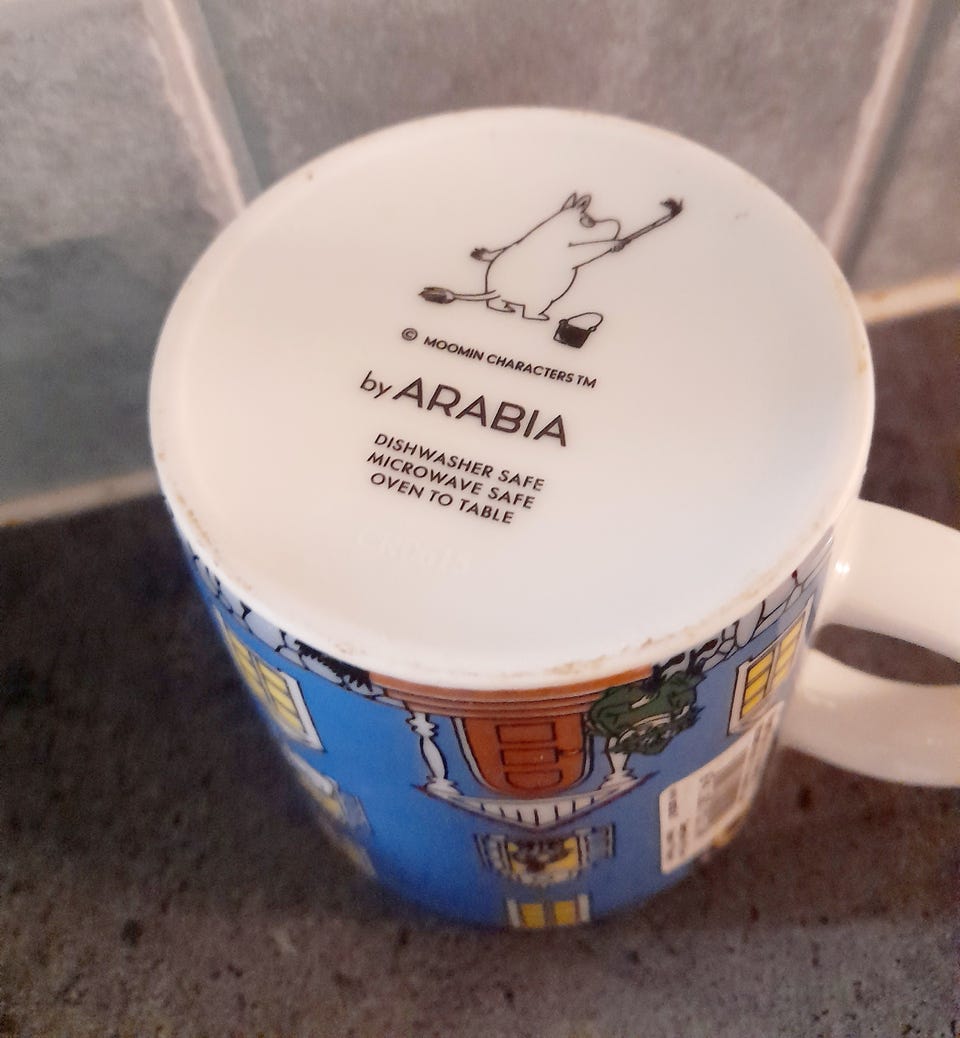 © MOOMIN CHARACTERS TM
by ARABIA
DISHWASHER SAFE
MICROWAVE SAFE
OVEN TO TABLE